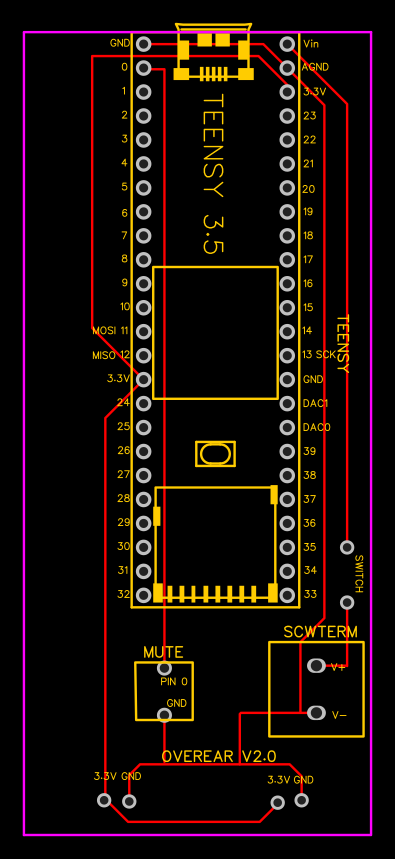 GND Vin
0 AGND
1 3.3V
2 23
3 22
4 21
5 20
6 19
7 18
8 17
9 16
10 15
MOSI 11 14
MISO 12 13 SCK
3.3V GND
24 DAC1
25 DAC0
26 39
27 38
28 37
29 36
30 35
31 34
32 33
TEENSY 3.5
TEENSY
SWITCH
MUTE
PIN 0
GND
SCWTERM
V+
V-
OVEREAR V2.0
3.3V GND
3.3V GND